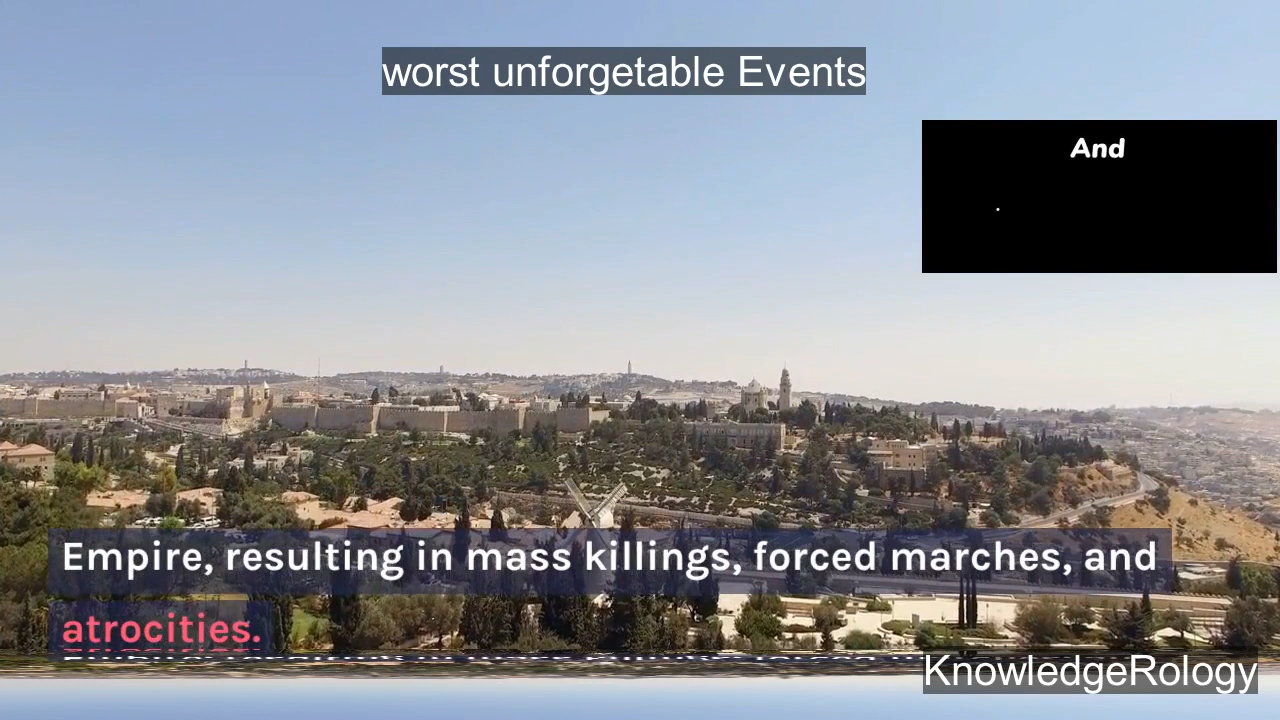 worst unforgetable Events
And
Empire, resulting in mass killings, forced marches, and
atrocities.
KnowledgeRology